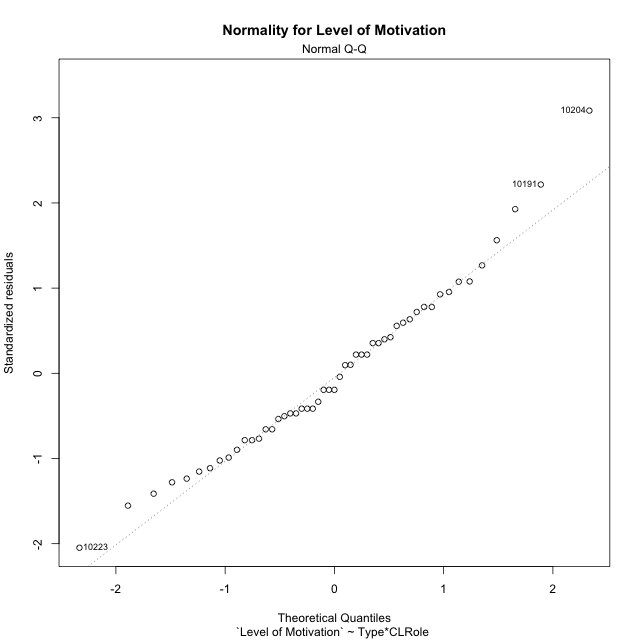 Normality for Level of Motivation
Normal Q-Q
10204
10191
10223
Standardized residuals
3
2
1
0
-1
-2
-2
-1
0
1
2
Theoretical Quantiles
`Level of Motivation` ~ Type*CLRole